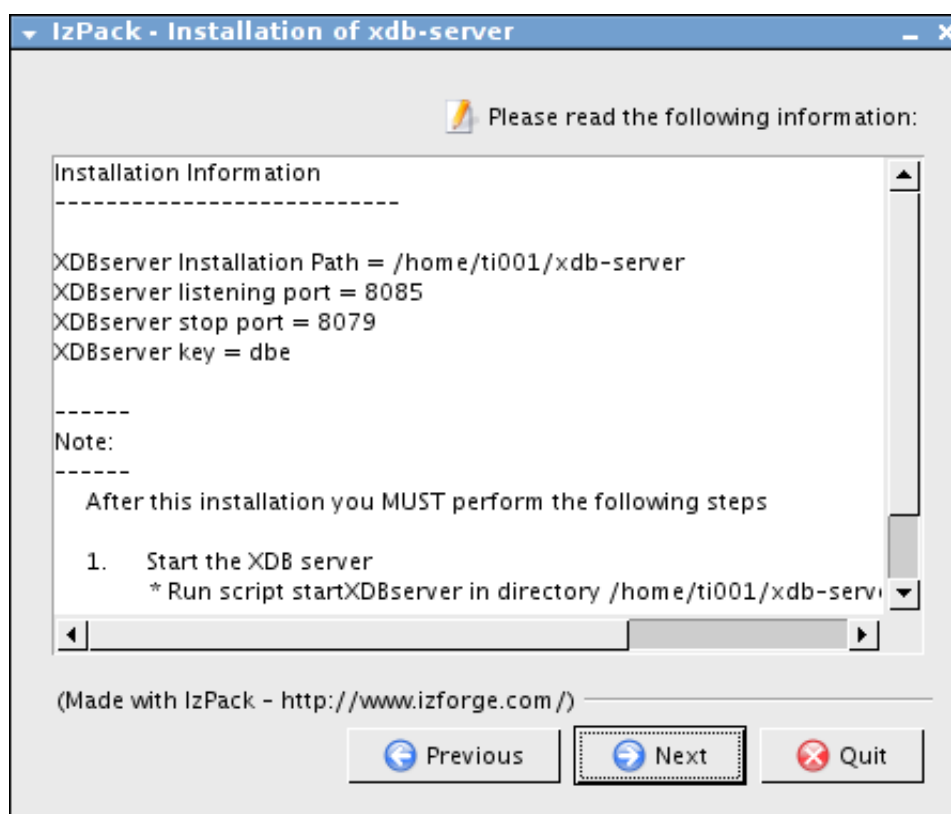 IzPack - Installation of xdb-server
Please read the following information:
Installation Information
---------------------------
XDBserver Installation Path = /home/ti001/xdb-server
XDBserver listening port = 8085
XDBserver stop port = 8079
XDBserver key = dbe
------
Note:
------
After this installation you MUST perform the following steps
1. Start the XDB server
* Run script startXDBserver in directory /home/ti001/xdb-serv
(Made with IzPack - http://www.izforge.com/)
Previous
Next
Quit